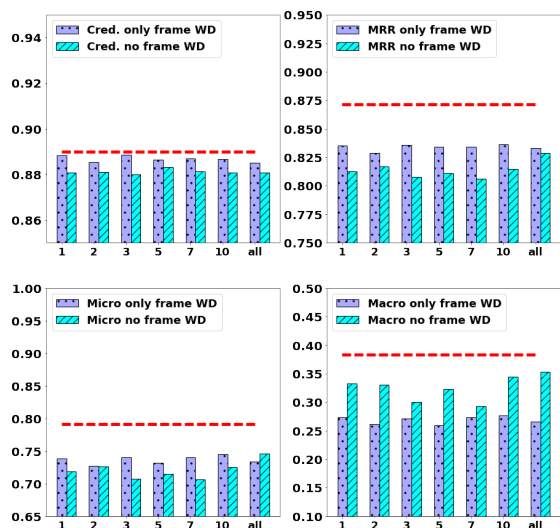 Cred. only frame WD
Cred. no frame WD
0.94
0.92
0.90
0.88
0.86
1 2 3 5 7 10 all
MRR only frame WD
MRR no frame WD
0.950
0.925
0.900
0.875
0.850
0.825
0.800
0.775
0.750
1 2 3 5 7 10 all
Micro only frame WD
Micro no frame WD
1.00
0.95
0.90
0.85
0.80
0.75
0.70
0.65
1 2 3 5 7 10 all
Macro only frame WD
Macro no frame WD
0.50
0.45
0.40
0.35
0.30
0.25
0.20
0.15
0.10
1 2 3 5 7 10 all